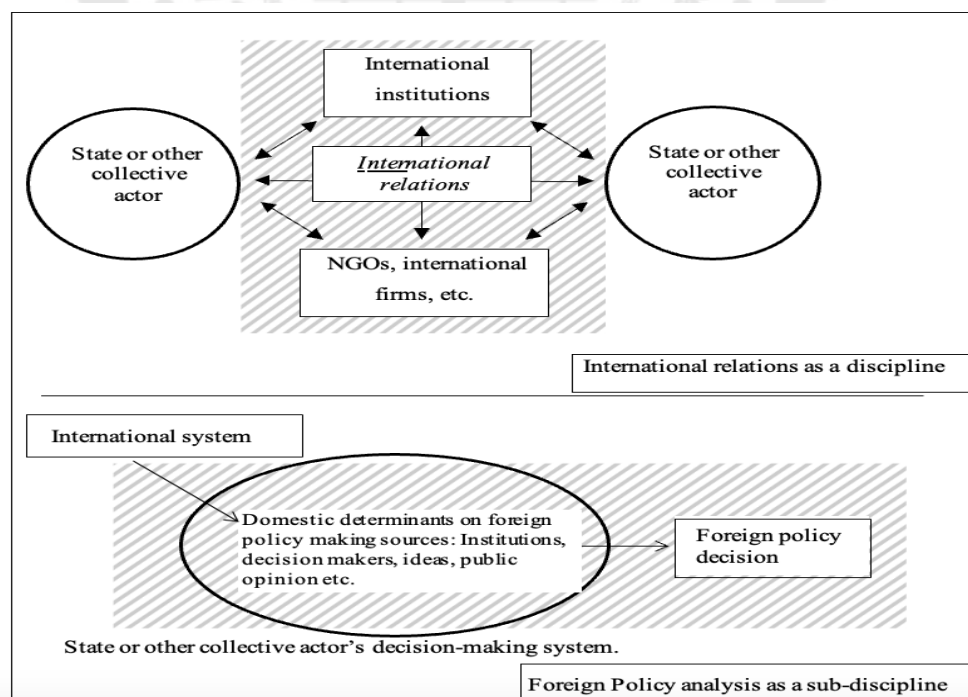 International
institutions
State or other
collective
actor
International
relations
State or other
collective
actor
NGOs, international
firms, etc.
International relations as a discipline
International system
Domestic determinants on foreign
policy making sources: Institutions,
decision makers, ideas, public
opinion etc.
Foreign policy
decision
State or other collective actor's decision-making system.
Foreign Policy analysis as a sub-discipline